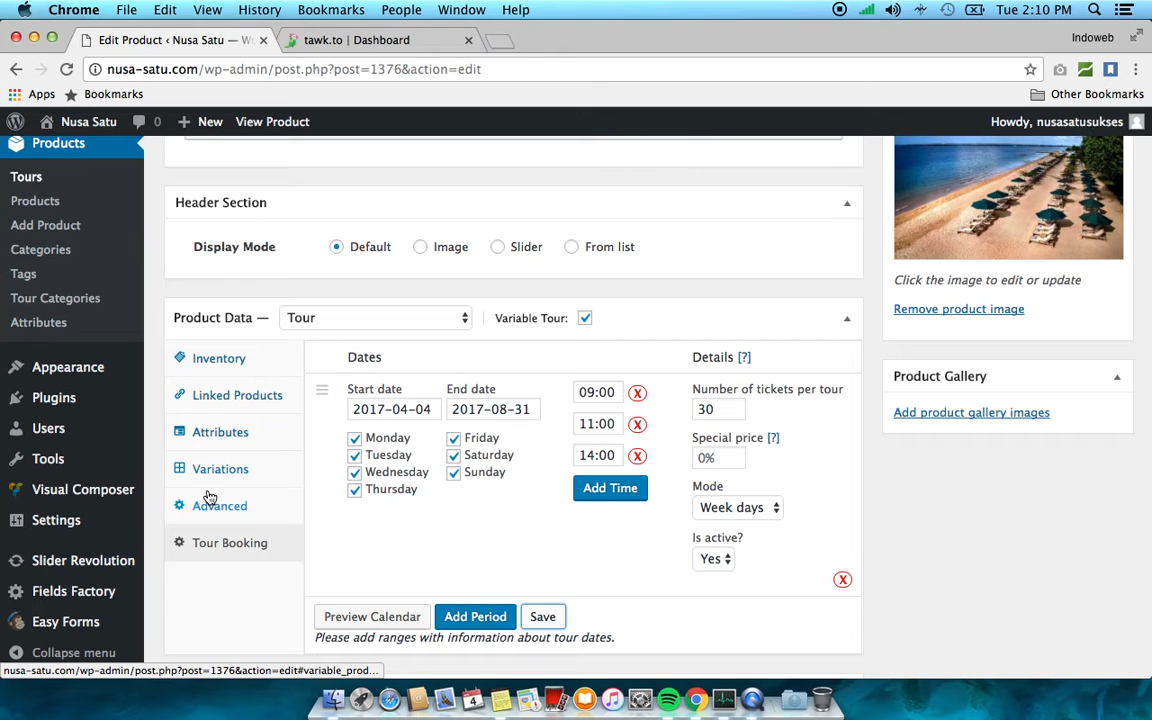 Chrome File Edit View History Bookmarks People Window Help Tue 2:10 PM
Edit Product ‹ Nusa Satu — W tawk.to | Dashboard Indoweb
nusa-satu.com/wp-admin/post.php?post=1376&action=edit
Apps Bookmarks Other Bookmarks
Nusa Satu 0 New View Product Howdy, nusasatusukses
Products
Tours
Products
Add Product
Categories
Tags
Tour Categories
Attributes
Appearance
Plugins
Users
Tools
Visual Composer
Settings
Slider Revolution
Fields Factory
Easy Forms
Collapse menu
Header Section
Display Mode Default Image Slider From list
Product Data — Tour Variable Tour:
Inventory
Linked Products
Attributes
Variations
Advanced
Tour Booking
Dates Details [?]
Start date End date
2017-04-04 2017-08-31
Monday Friday
Tuesday Saturday
Wednesday Sunday
Thursday
09:00 X
11:00 X
14:00 X
Add Time
Number of tickets per tour
30
Special price [?]
0%
Mode
Week days
Is active?
Yes
X
Preview Calendar Add Period Save
Please add ranges with information about tour dates.
Click the image to edit or update
Remove product image
Product Gallery
Add product gallery images
nusa-satu.com/wp-admin/post.php?post=1376&action=edit#variable_prod...
4